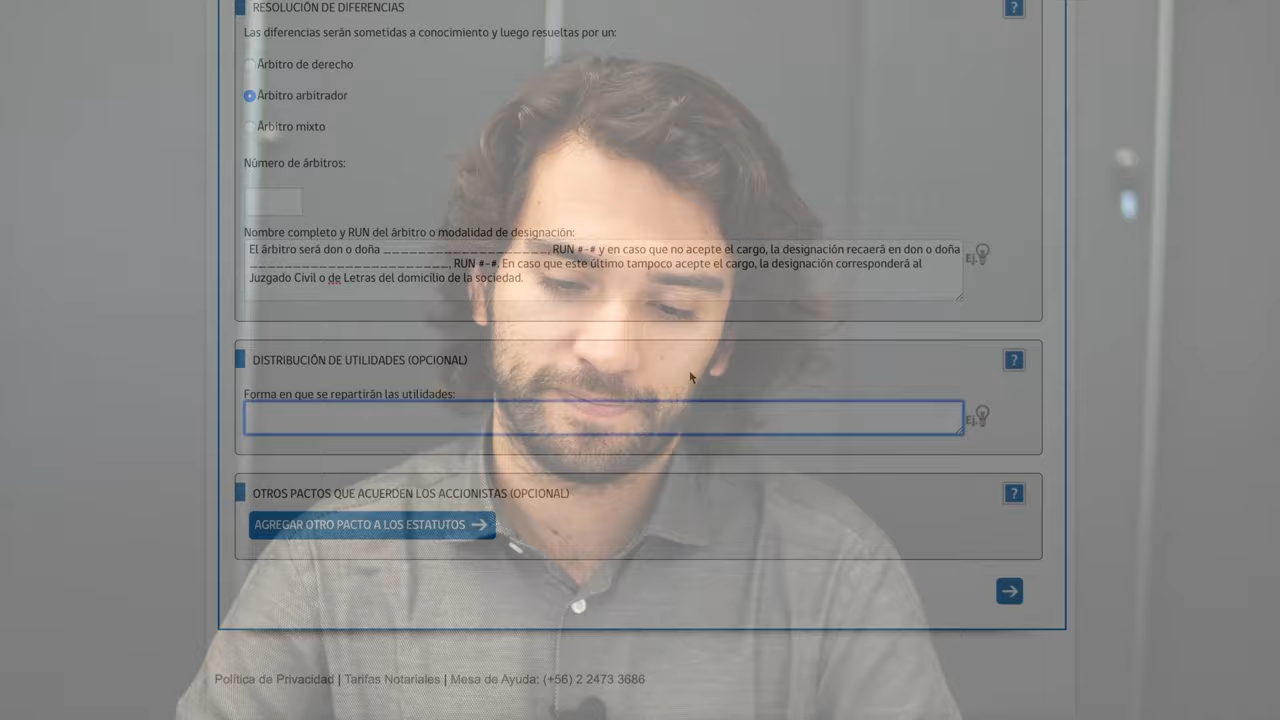 RESOLUCIÓN DE DIFERENCIAS
?
Las diferencias serán sometidas a conocimiento y luego resueltas por un:
Árbitro de derecho
Árbitro arbitrador
Árbitro mixto
Número de árbitros:
Nombre completo y RUN del árbitro o modalidad de designación:
El árbitro será don o doña ____________________, RUN #-# y en caso que no acepte el cargo, la designación recaerá en don o doña
________________________, RUN #-#. En caso que este último tampoco acepte el cargo, la designación corresponderá al
Juzgado Civil o de Letras del domicilio de la sociedad.
Ej.
DISTRIBUCIÓN DE UTILIDADES (OPCIONAL)
?
Forma en que se repartirán las utilidades:
Ej.
OTROS PACTOS QUE ACUERDEN LOS ACCIONISTAS (OPCIONAL)
?
AGREGAR OTRO PACTO A LOS ESTATUTOS →
→
Política de Privacidad | Tarifas Notariales | Mesa de Ayuda: (+56) 2 2473 3686